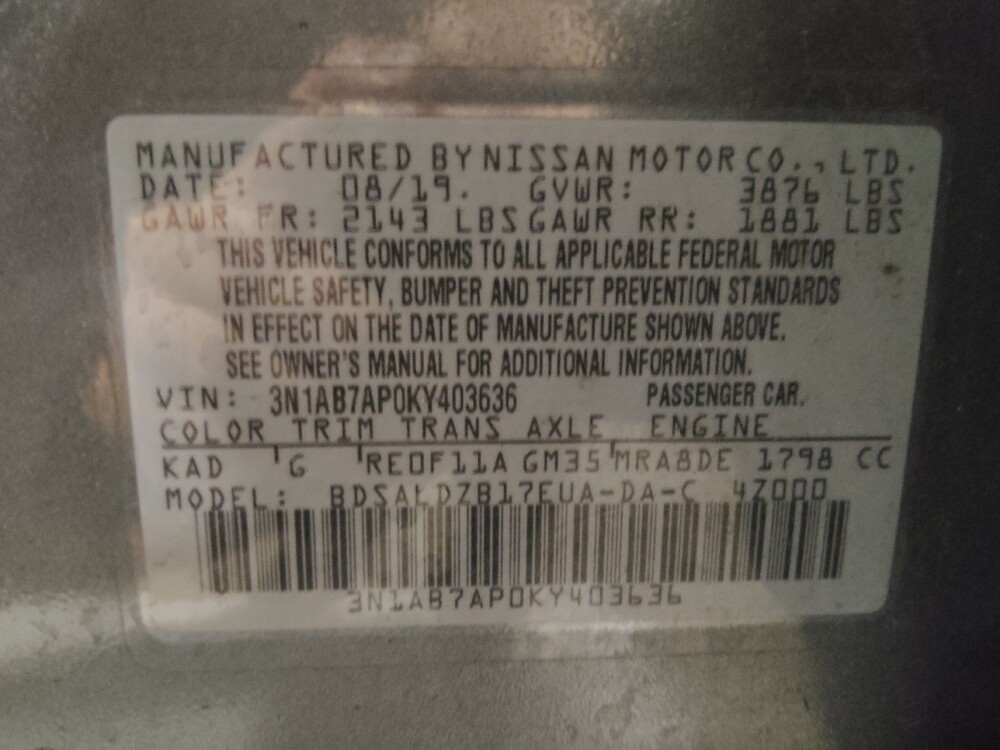 MANUFACTURED BY NISSAN MOTOR CO., LTD.
DATE: 08/19. GVWR: 3876 LBS
GAWR FR: 2143 LBS GAWR RR: 1881 LBS
THIS VEHICLE CONFORMS TO ALL APPLICABLE FEDERAL MOTOR
VEHICLE SAFETY, BUMPER AND THEFT PREVENTION STANDARDS
IN EFFECT ON THE DATE OF MANUFACTURE SHOWN ABOVE.
SEE OWNER'S MANUAL FOR ADDITIONAL INFORMATION.
VIN: 3N1AB7AP0KY403636 PASSENGER CAR.
COLOR TRIM TRANS AXLE ENGINE
KAD G RE0F11A GM35 MRA8DE 1798 CC
MODEL: BDSALDZB17EUA-DA-C 4Z000
3N1AB7AP0KY403636